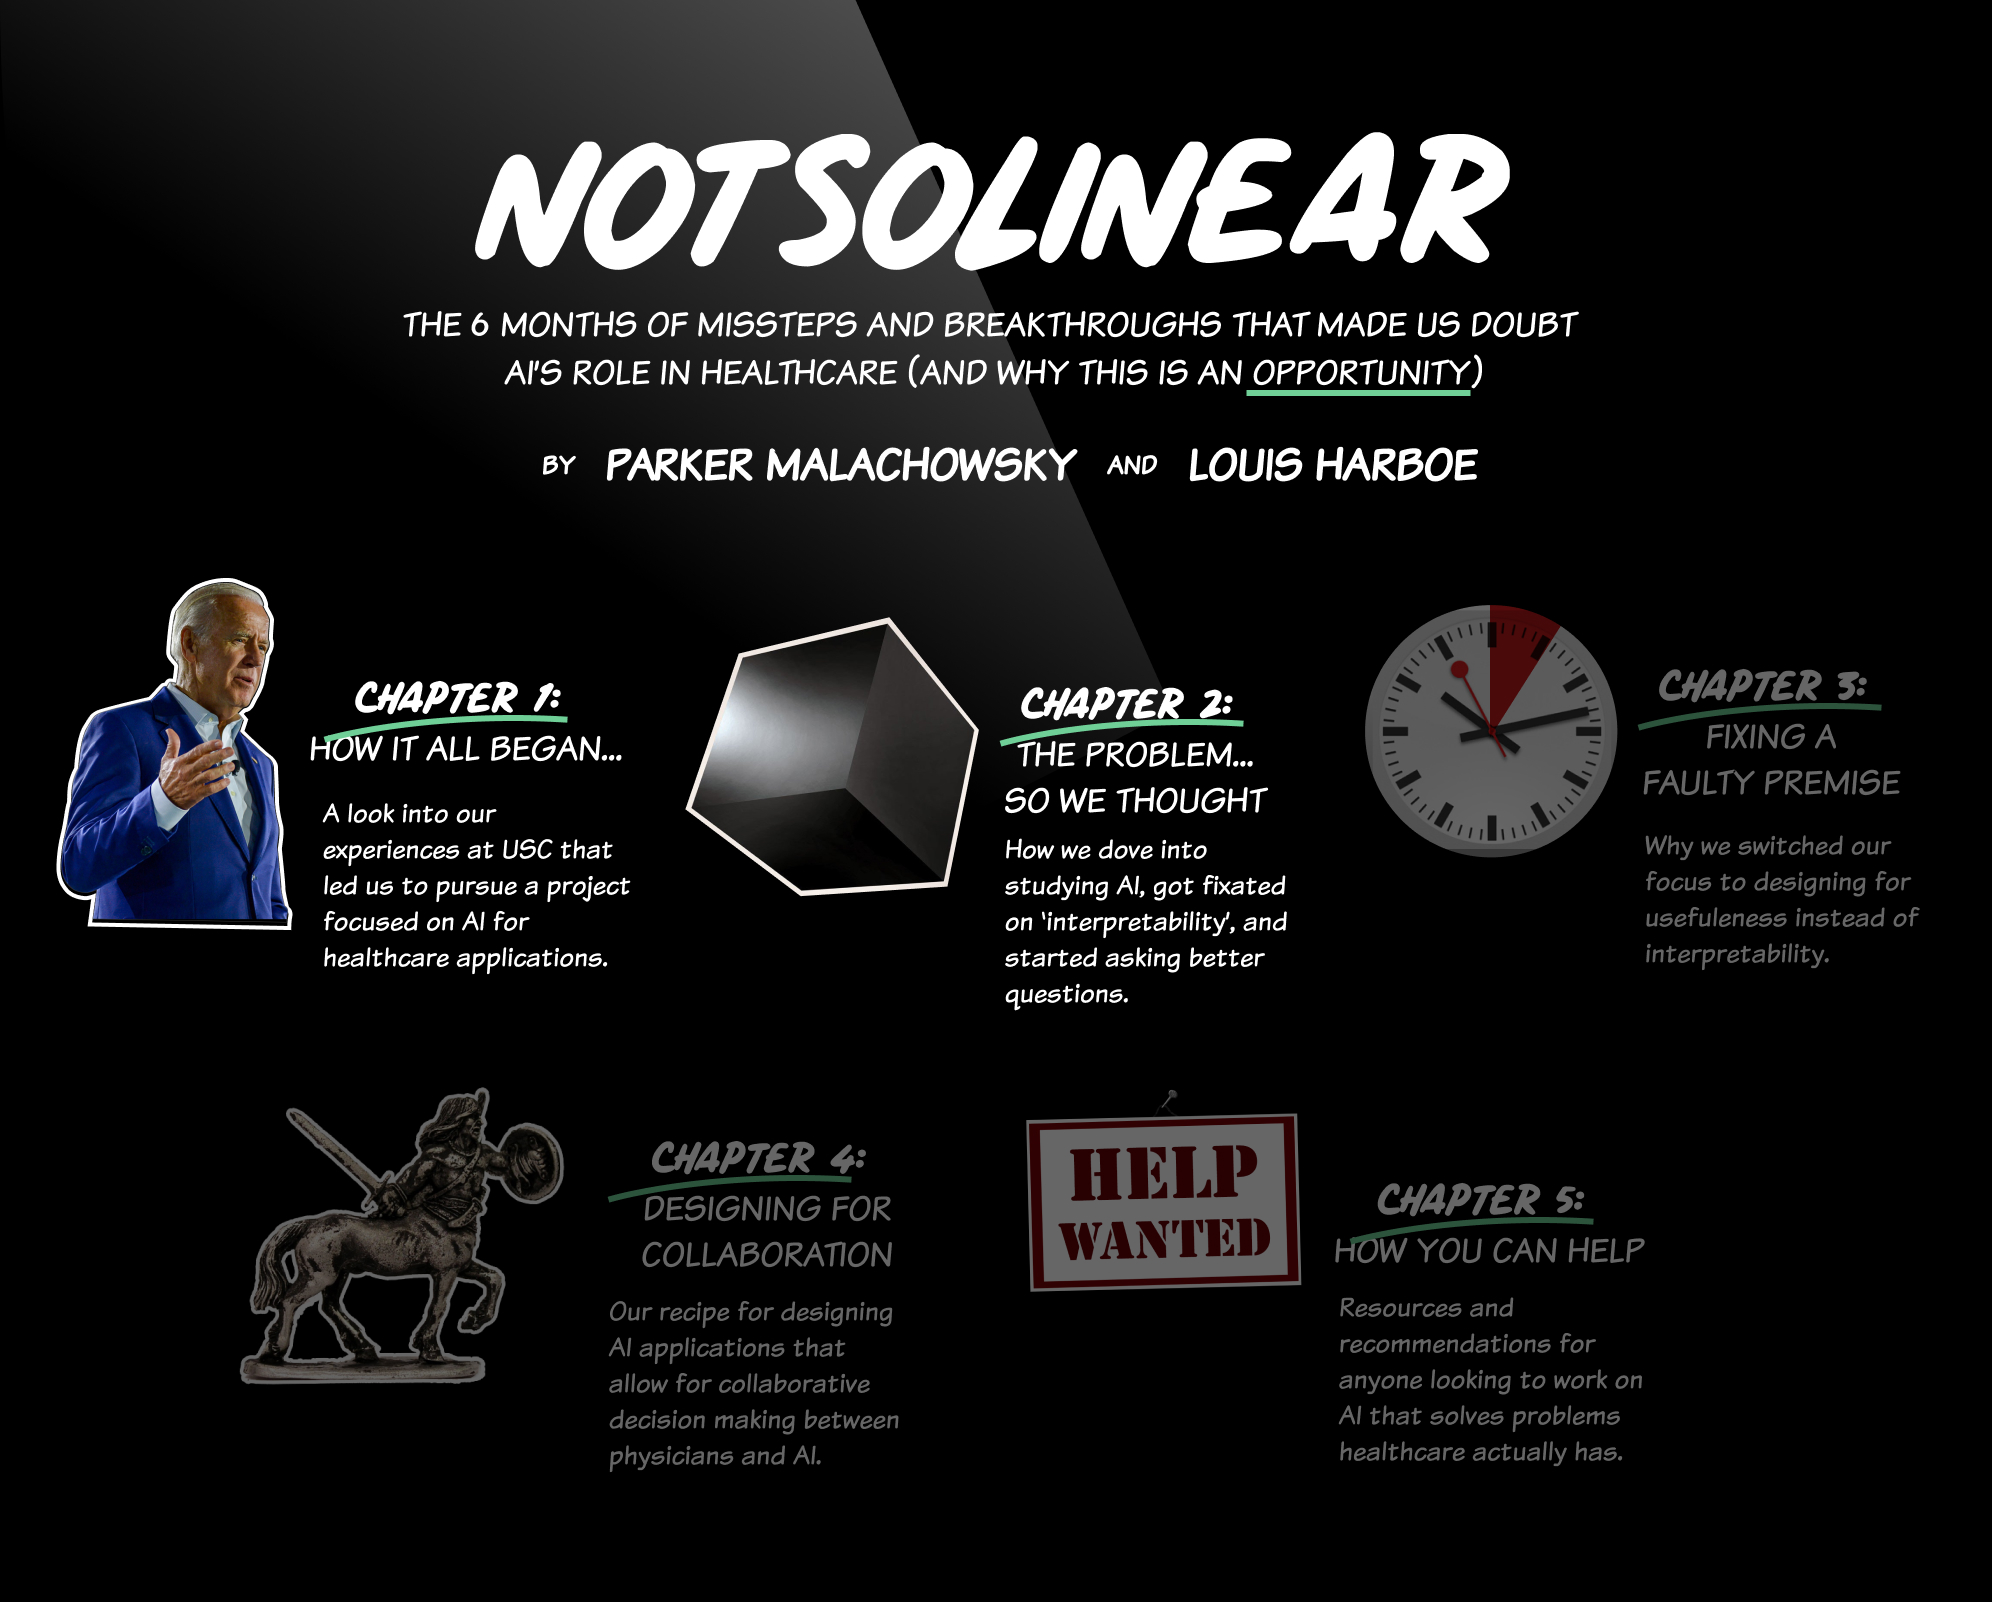 NOTSOLINEAR
THE 6 MONTHS OF MISSTEPS AND BREAKTHROUGHS THAT MADE US DOUBT
AI'S ROLE IN HEALTHCARE (AND WHY THIS IS AN OPPORTUNITY)
BY PARKER MALACHOWSKY AND LOUIS HARBOE
CHAPTER 1:
HOW IT ALL BEGAN...
A look into our
experiences at USC that
led us to pursue a project
focused on AI for
healthcare applications.
CHAPTER 2:
THE PROBLEM...
SO WE THOUGHT
How we dove into
studying AI, got fixated
on 'interpretability', and
started asking better
questions.
CHAPTER 3:
FIXING A
FAULTY PREMISE
Why we switched our
focus to designing for
usefuleness instead of
interpretability.
CHAPTER 4:
DESIGNING FOR
COLLABORATION
Our recipe for designing
AI applications that
allow for collaborative
decision making between
physicians and AI.
HELP
WANTED
CHAPTER 5:
HOW YOU CAN HELP
Resources and
recommendations for
anyone looking to work on
AI that solves problems
healthcare actually has.